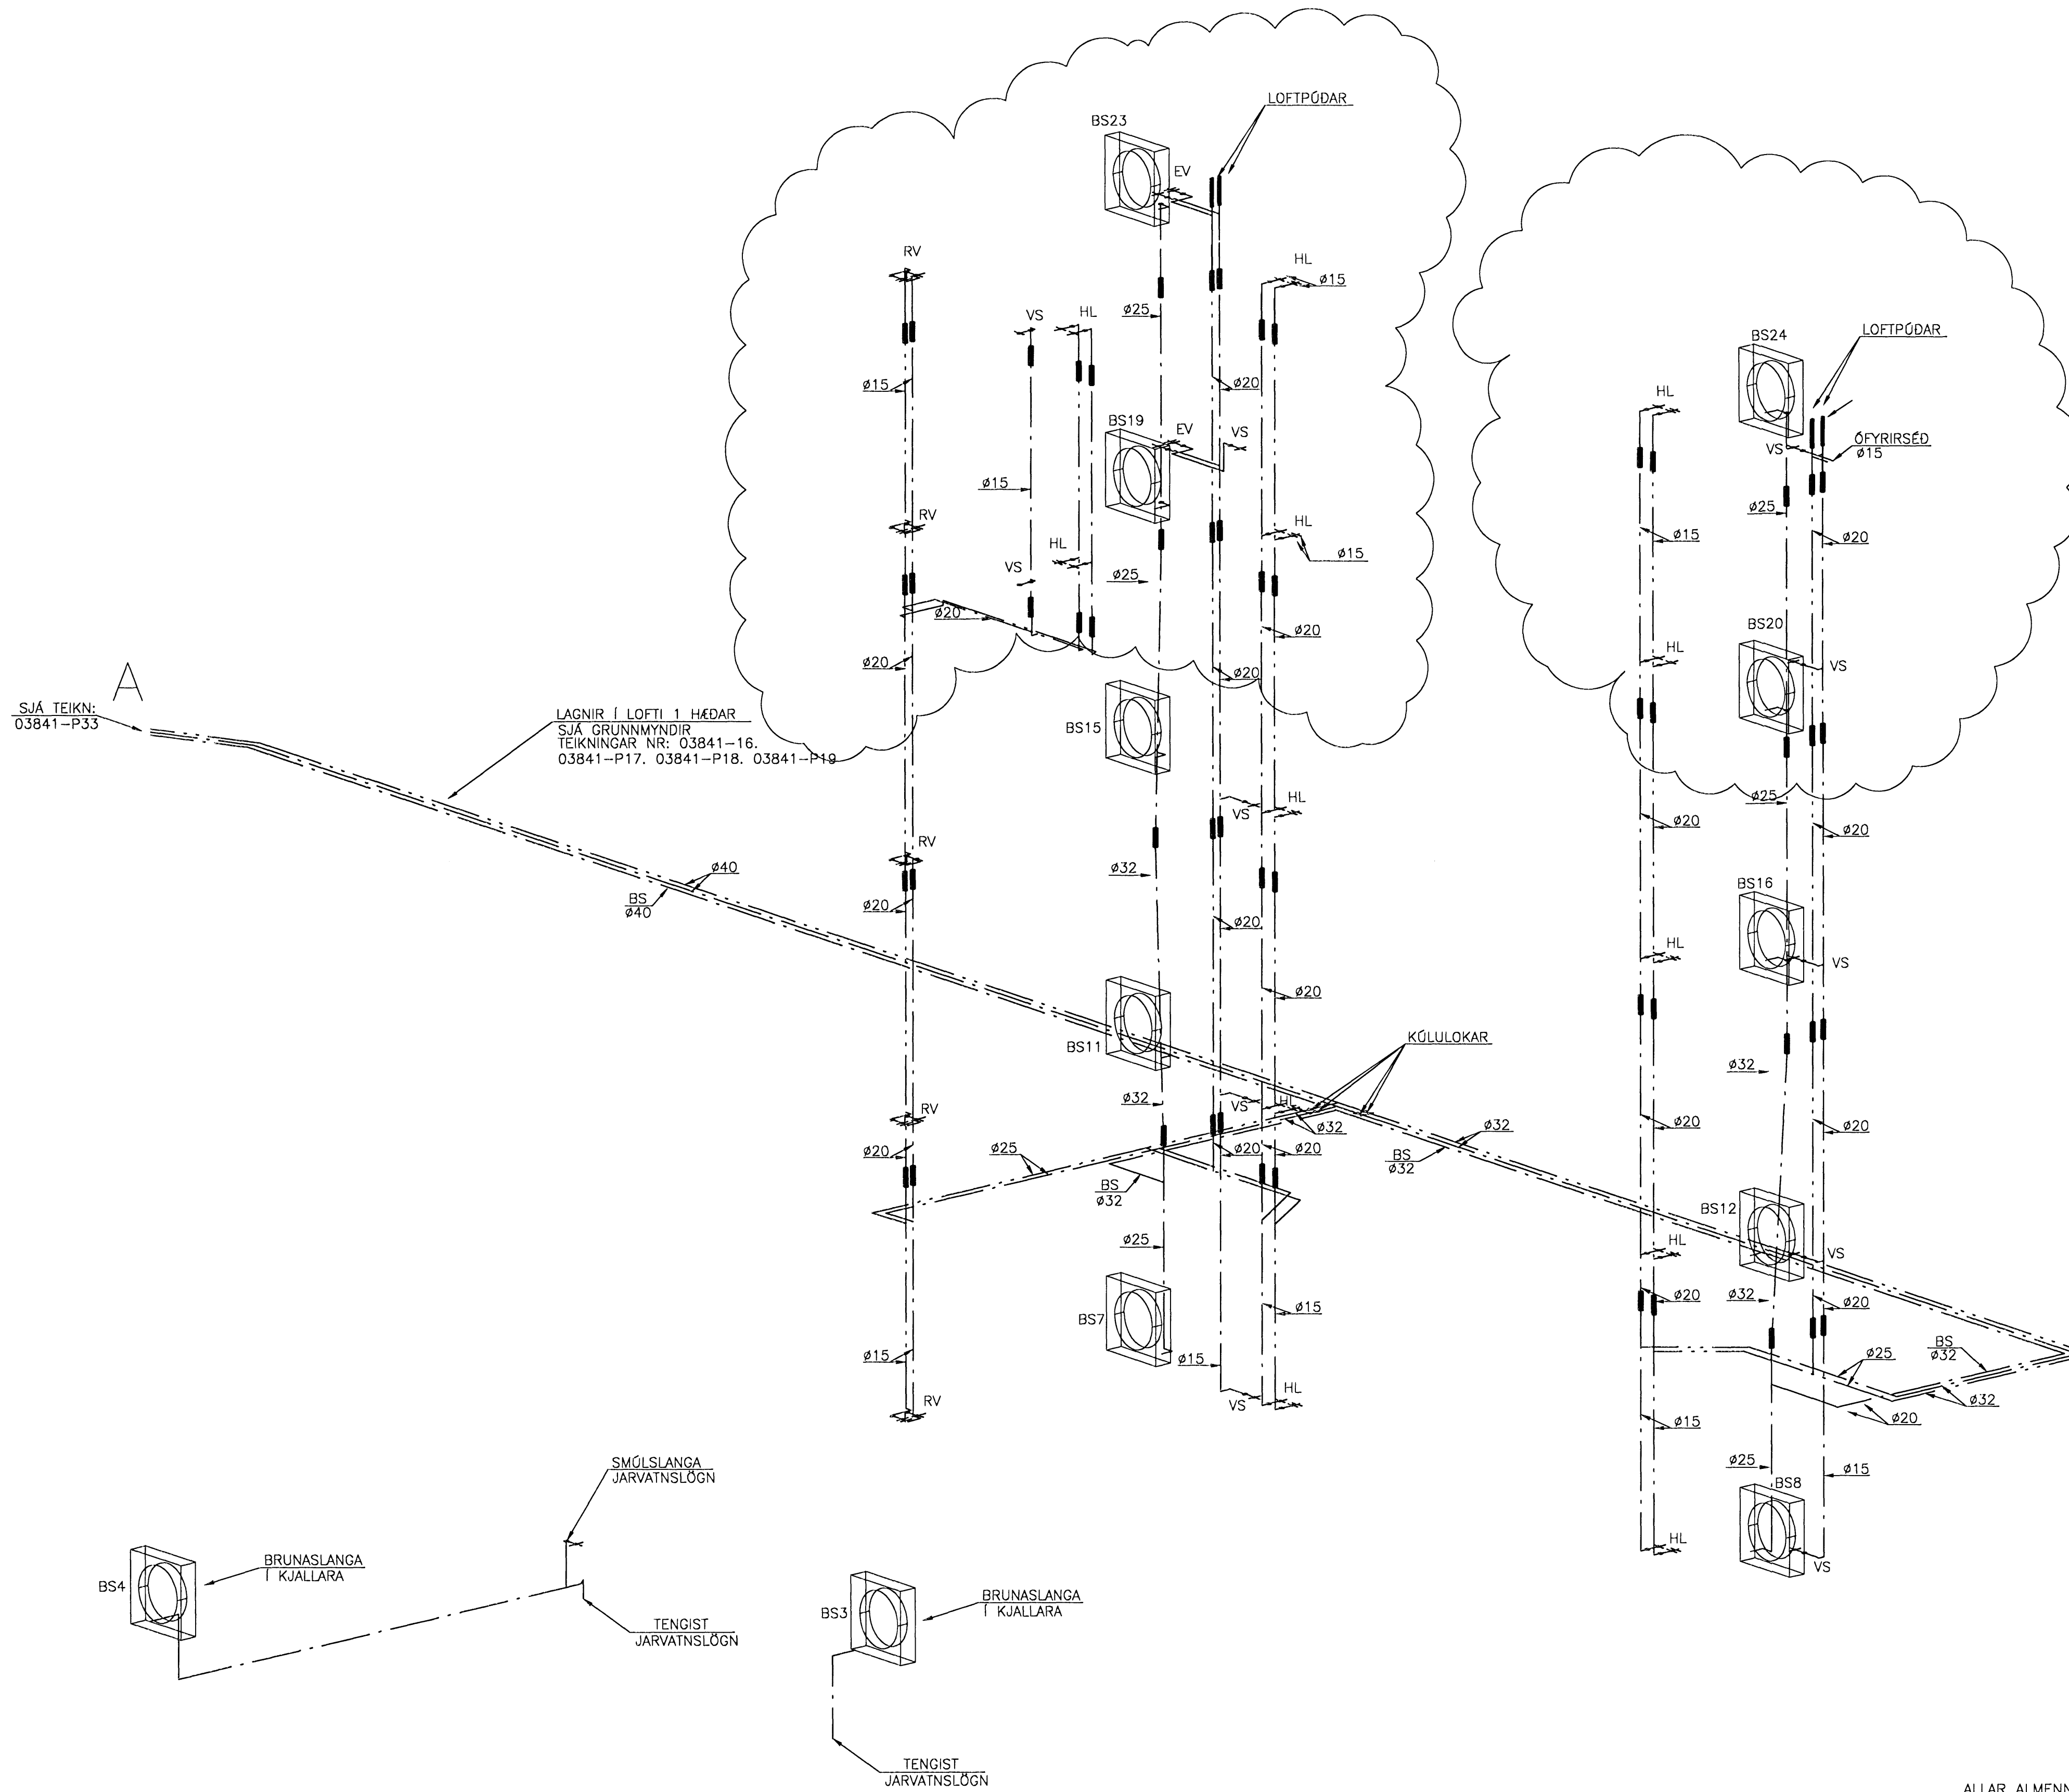 LOFTPÚÐAR
BS23
EV
RV
HL
ø15
VS
HL
ø25
ø15
ø20
BS19
EV
VS
ø15
RV
HL
HL
ø15
VS
ø25
ø20
ø20
ø20
ø20
BS24
LOFTPÚÐAR
HL
VS
ÓFYRIRSÉÐ
ø15
ø25
ø15
ø20
BS20
HL
VS
A
SJÁ TEIKN:
03841-P33
LAGNIR Í LOFTI 1 HÆÐAR
SJÁ GRUNNMYNDIR
TEIKNINGAR NR: 03841-16.
03841-P17. 03841-P18. 03841-P19
BS15
VS
HL
ø25
ø20
ø20
RV
ø40
BS
ø40
ø32
ø20
ø20
BS16
HL
VS
ø20
BS11
KÚLULOKAR
ø32
ø32
VS
HL
RV
ø32
ø32
BS
ø32
ø20
ø20
ø20
ø25
ø20
ø20
BS
ø32
BS12
ø25
HL
VS
BS7
ø15
ø20
ø32
ø20
ø15
ø15
BS
ø32
ø25
VS
HL
RV
ø32
ø20
ø15
SMÚLSLANGA
JARVATNSLÖGN
ø25
BS8
ø15
HL
VS
BS4
BRUNASLANGA
Í KJALLARA
BS3
BRUNASLANGA
Í KJALLARA
TENGIST
JARVATNSLÖGN
TENGIST
JARVATNSLÖGN
ALLAR ALMENN